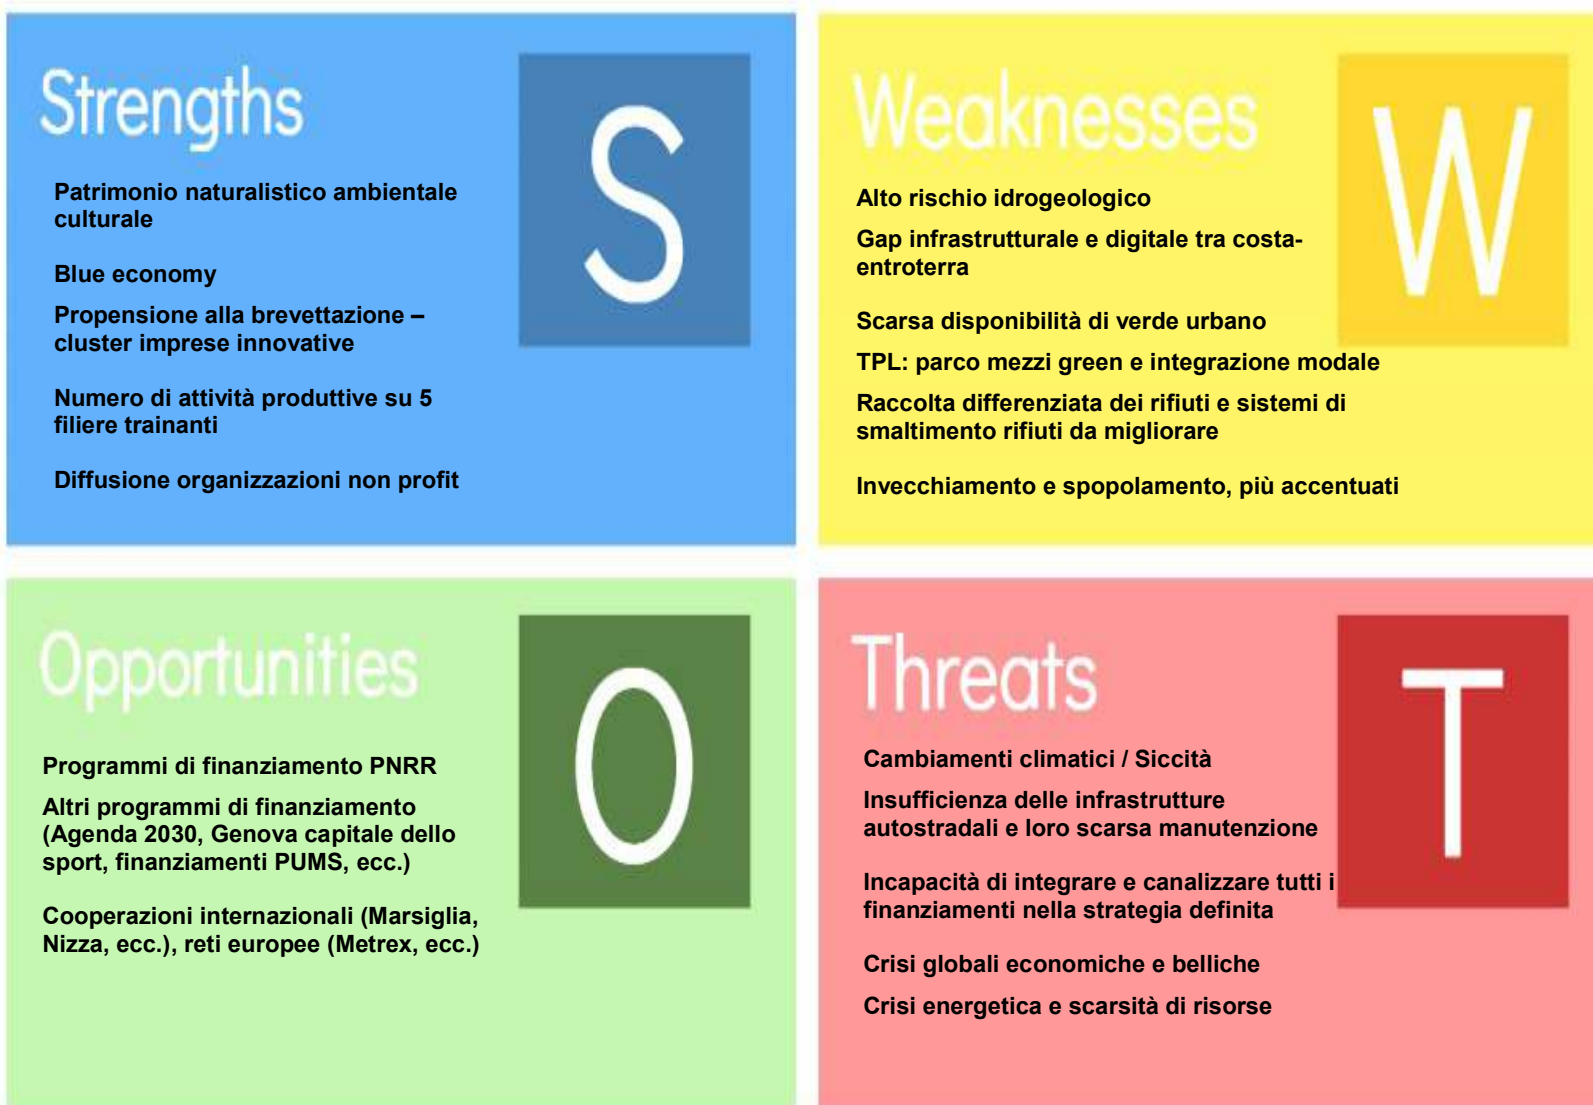 Strengths
S
Patrimonio naturalistico ambientale
culturale
Blue economy
Propensione alla brevettazione –
cluster imprese innovative
Numero di attività produttive su 5
filiere trainanti
Diffusione organizzazioni non profit
Weaknesses
W
Alto rischio idrogeologico
Gap infrastrutturale e digitale tra costa-
entroterra
Scarsa disponibilità di verde urbano
TPL: parco mezzi green e integrazione modale
Raccolta differenziata dei rifiuti e sistemi di
smaltimento rifiuti da migliorare
Invecchiamento e spopolamento, più accentuati
Opportunities
O
Programmi di finanziamento PNRR
Altri programmi di finanziamento
(Agenda 2030, Genova capitale dello
sport, finanziamenti PUMS, ecc.)
Cooperazioni internazionali (Marsiglia,
Nizza, ecc.), reti europee (Metrex, ecc.)
Threats
T
Cambiamenti climatici / Siccità
Insufficienza delle infrastrutture
autostradali e loro scarsa manutenzione
Incapacità di integrare e canalizzare tutti i
finanziamenti nella strategia definita
Crisi globali economiche e belliche
Crisi energetica e scarsità di risorse